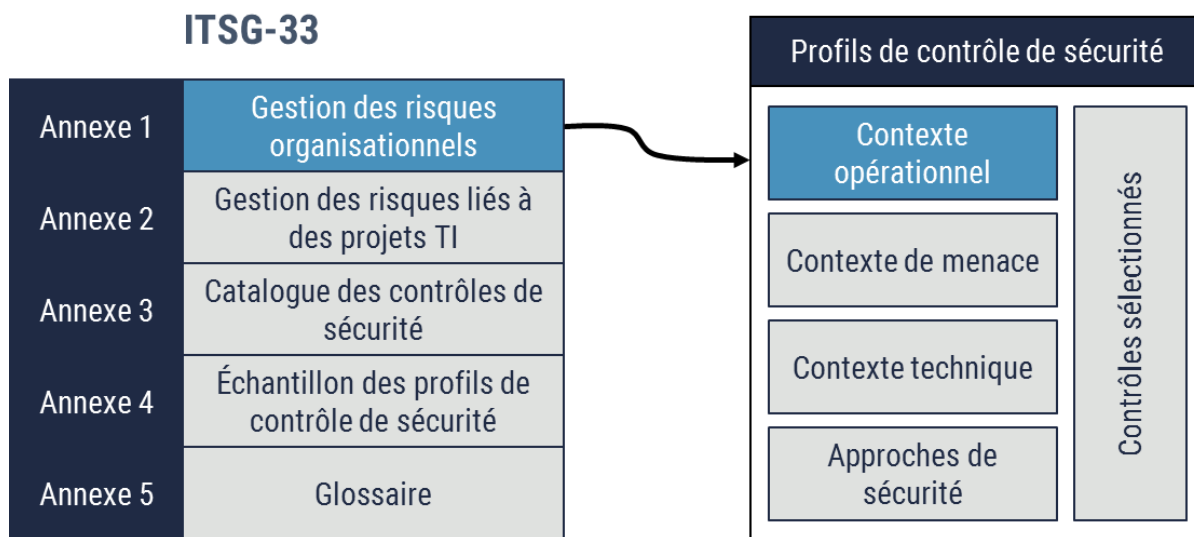 ITSG-33
Annexe 1
Gestion des risques
organisationnels
Annexe 2
Gestion des risques liés à
des projets TI
Annexe 3
Catalogue des contrôles de
sécurité
Annexe 4
Échantillon des profils de
contrôle de sécurité
Annexe 5
Glossaire
Profils de contrôle de sécurité
Contexte
opérationnel
Contexte de menace
Contexte technique
Approches de
sécurité
Contrôles sélectionnés